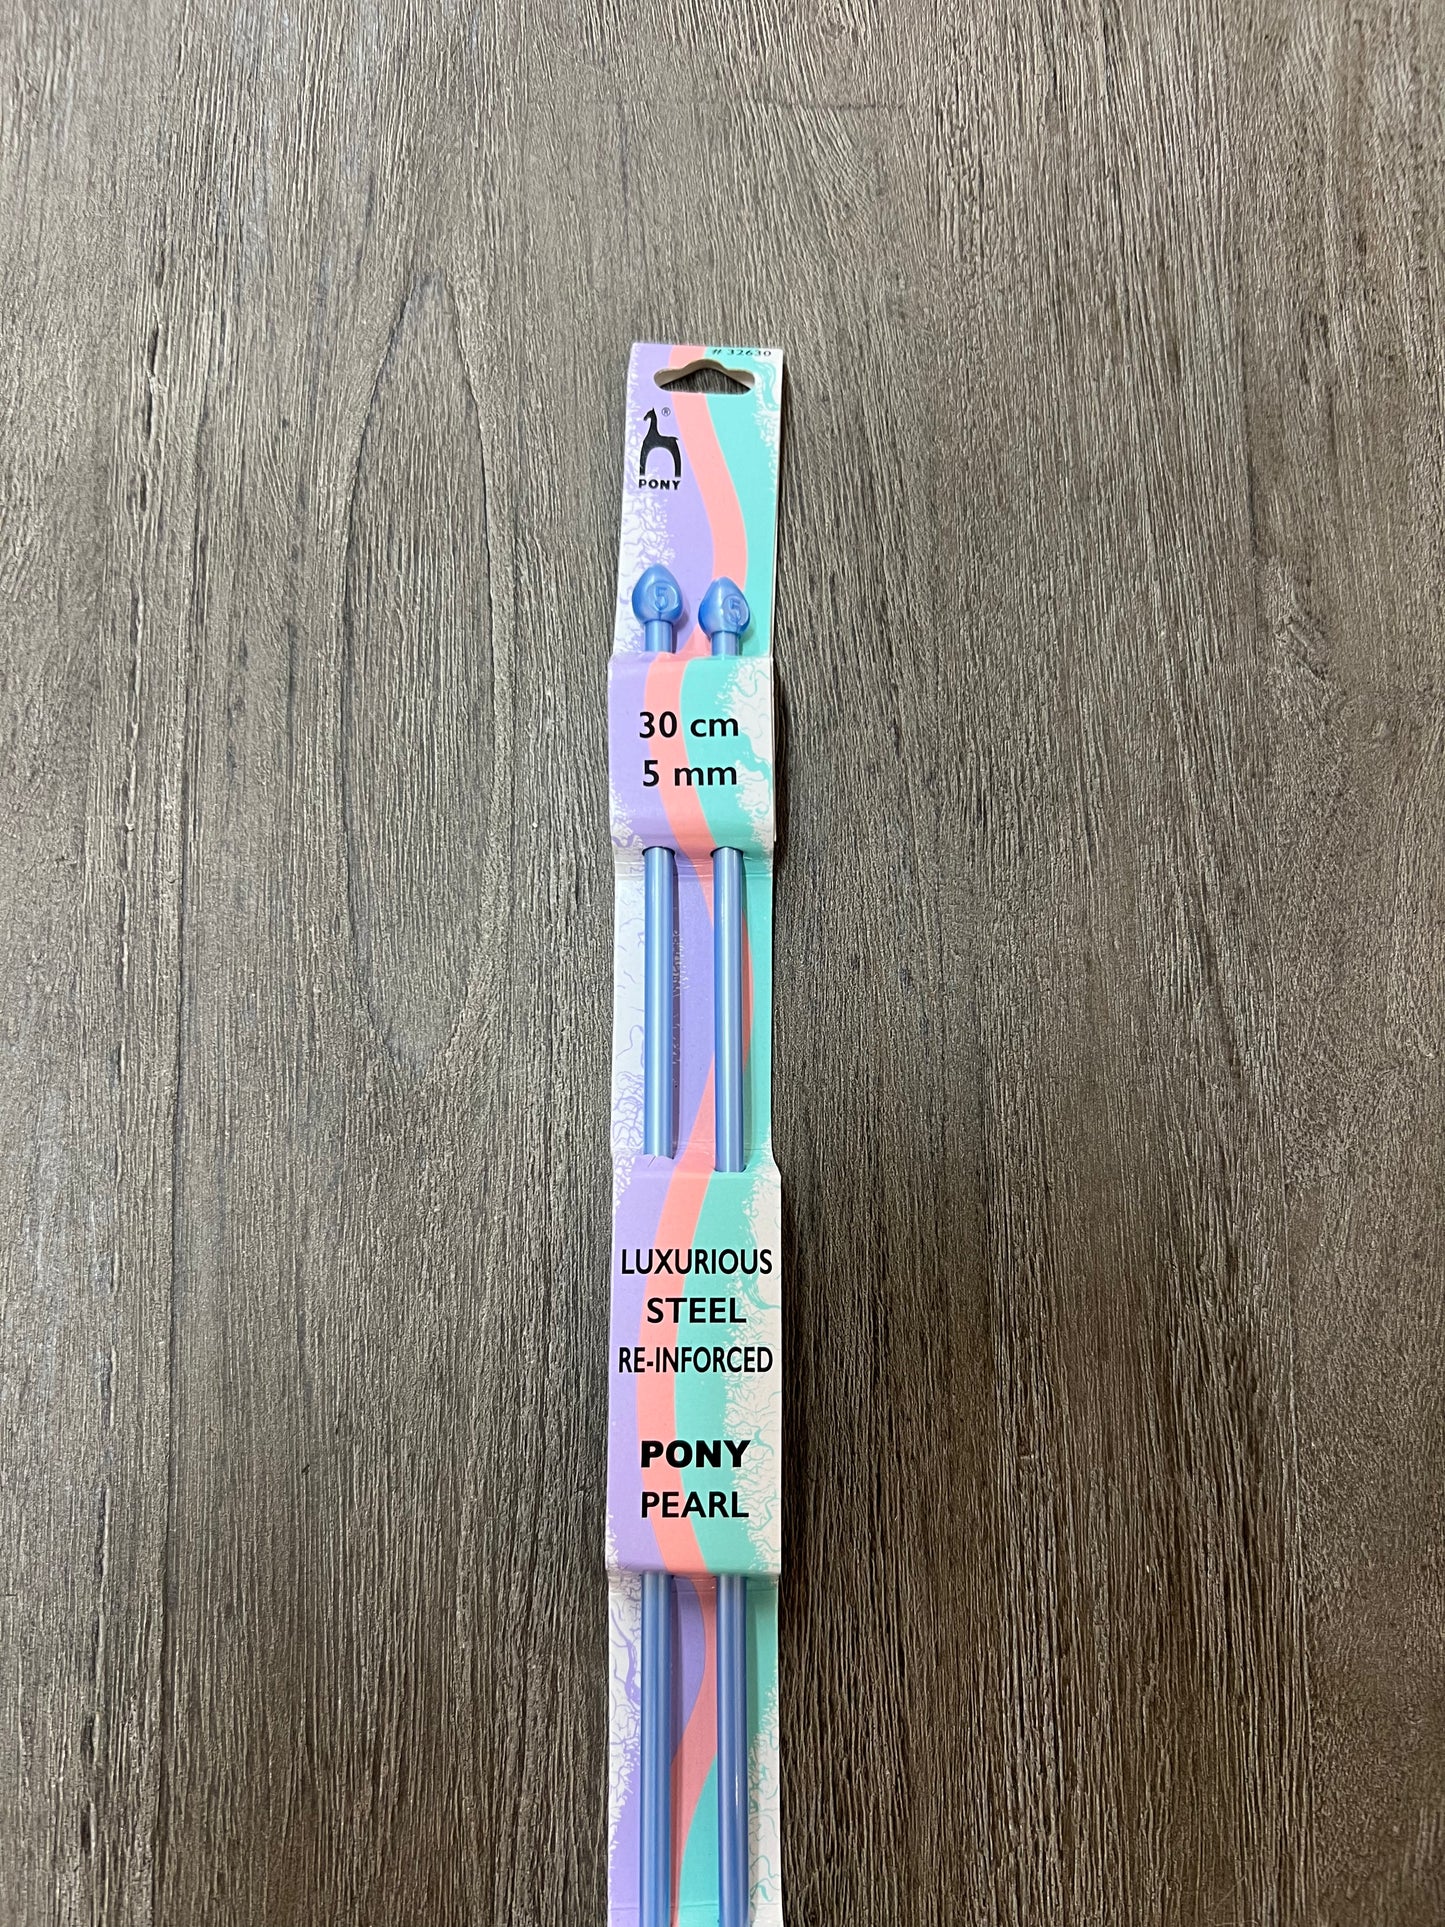 # 32630
®
PONY
5 5
30 cm
5 mm
LUXURIOUS
STEEL
RE-INFORCED
PONY
PEARL